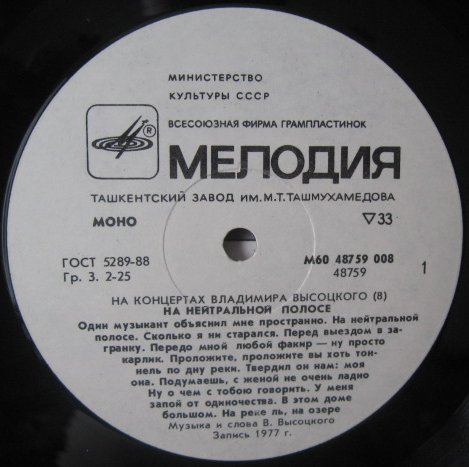 МИНИСТЕРСТВО
КУЛЬТУРЫ СССР
ВСЕСОЮЗНАЯ ФИРМА ГРАМПЛАСТИНОК
® МЕЛОДИЯ
ТАШКЕНТСКИЙ ЗАВОД ИМ. М.Т. ТАШМУХАМЕДОВА
МОНО ▽33
ГОСТ 5289-88 М60 48759 008
Гр. 3. 2-25 48759 1
НА КОНЦЕРТАХ ВЛАДИМИРА ВЫСОЦКОГО (8)
НА НЕЙТРАЛЬНОЙ ПОЛОСЕ
Один музыкант объяснил мне пространно. На нейтральной
полосе. Сколько я ни старался. Перед выездом в за-
гранку. Передо мной любой факир — ну просто
карлик. Проложите, проложите вы хоть тон-
нель по дну реки. Твердил он нам: моя
она. Подумаешь, с женой не очень ладно
Ну о чем с тобою говорить. У меня
запой от одиночества. В этом доме
большом. На реке ль, на озере
Музыка и слова В. Высоцкого
Запись 1977 г.